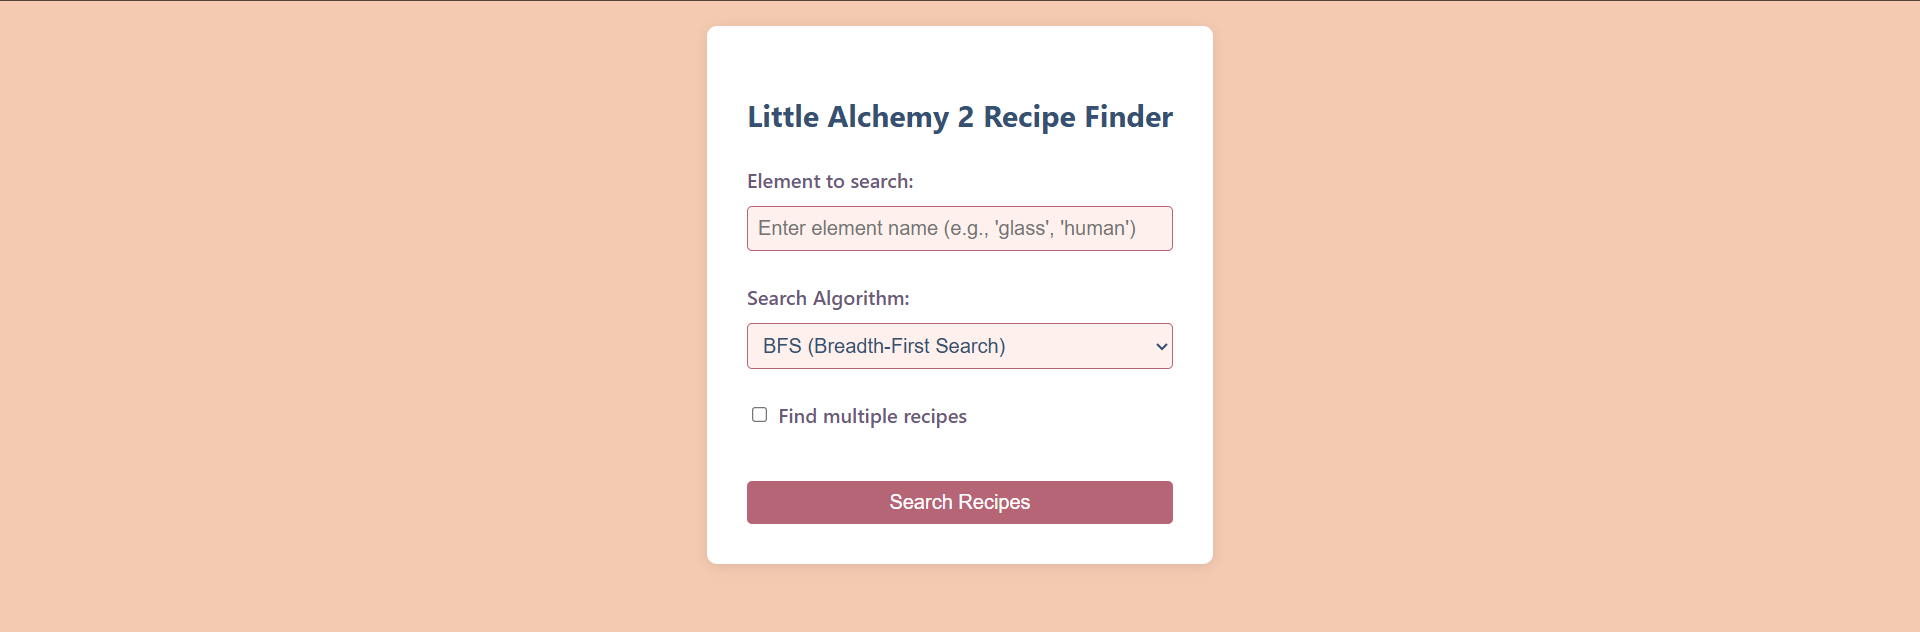 Little Alchemy 2 Recipe Finder
Element to search:
Enter element name (e.g., 'glass', 'human')
Search Algorithm:
BFS (Breadth-First Search)
Find multiple recipes
Search Recipes